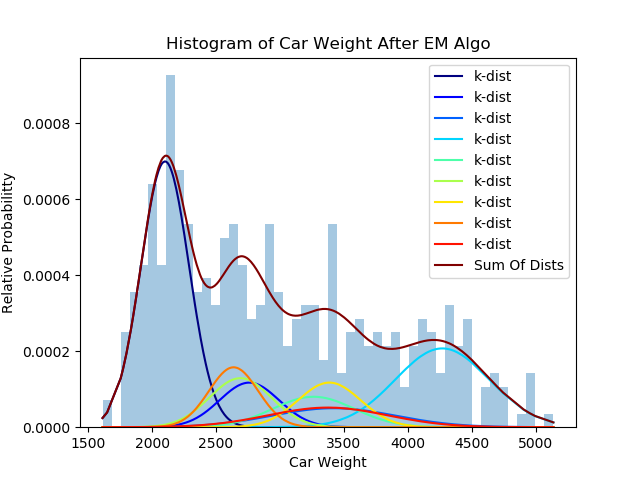 Histogram of Car Weight After EM Algo
k-dist
k-dist
k-dist
k-dist
k-dist
k-dist
k-dist
k-dist
k-dist
Sum Of Dists
0.0008
0.0006
0.0004
0.0002
0.0000
Relative Probabilitty
1500 2000 2500 3000 3500 4000 4500 5000
Car Weight